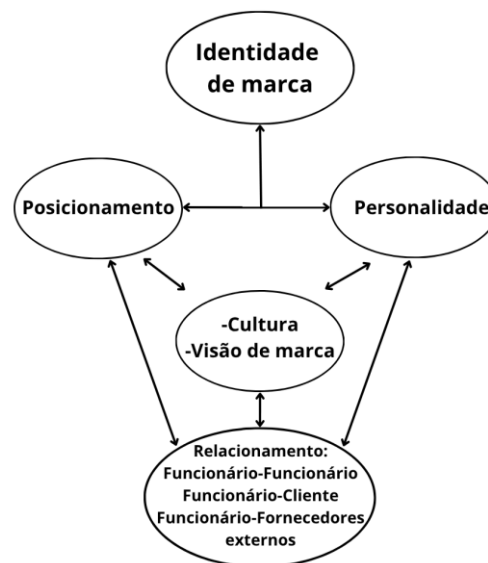 Identidade
de marca
Posicionamento
Personalidade
-Cultura
-Visão de marca
Relacionamento:
Funcionário-Funcionário
Funcionário-Cliente
Funcionário-Fornecedores
externos